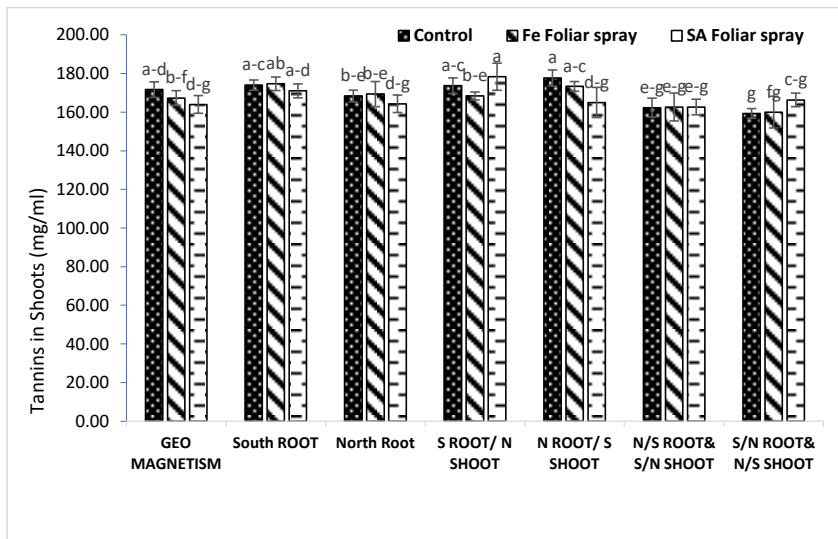 Tannins in Shoots (mg/ml)
200.00
180.00
160.00
140.00
120.00
100.00
80.00
60.00
40.00
20.00
0.00
Control Fe Foliar spray SA Foliar spray
a-d b-f d-g a-c ab a-d b-e b-e d-g a-c b-e a a a-c d-g e-g e-g e-g g fg c-g
GEO MAGNETISM
South ROOT
North Root
S ROOT/ N SHOOT
N ROOT/ S SHOOT
N/S ROOT& S/N SHOOT
S/N ROOT& N/S SHOOT